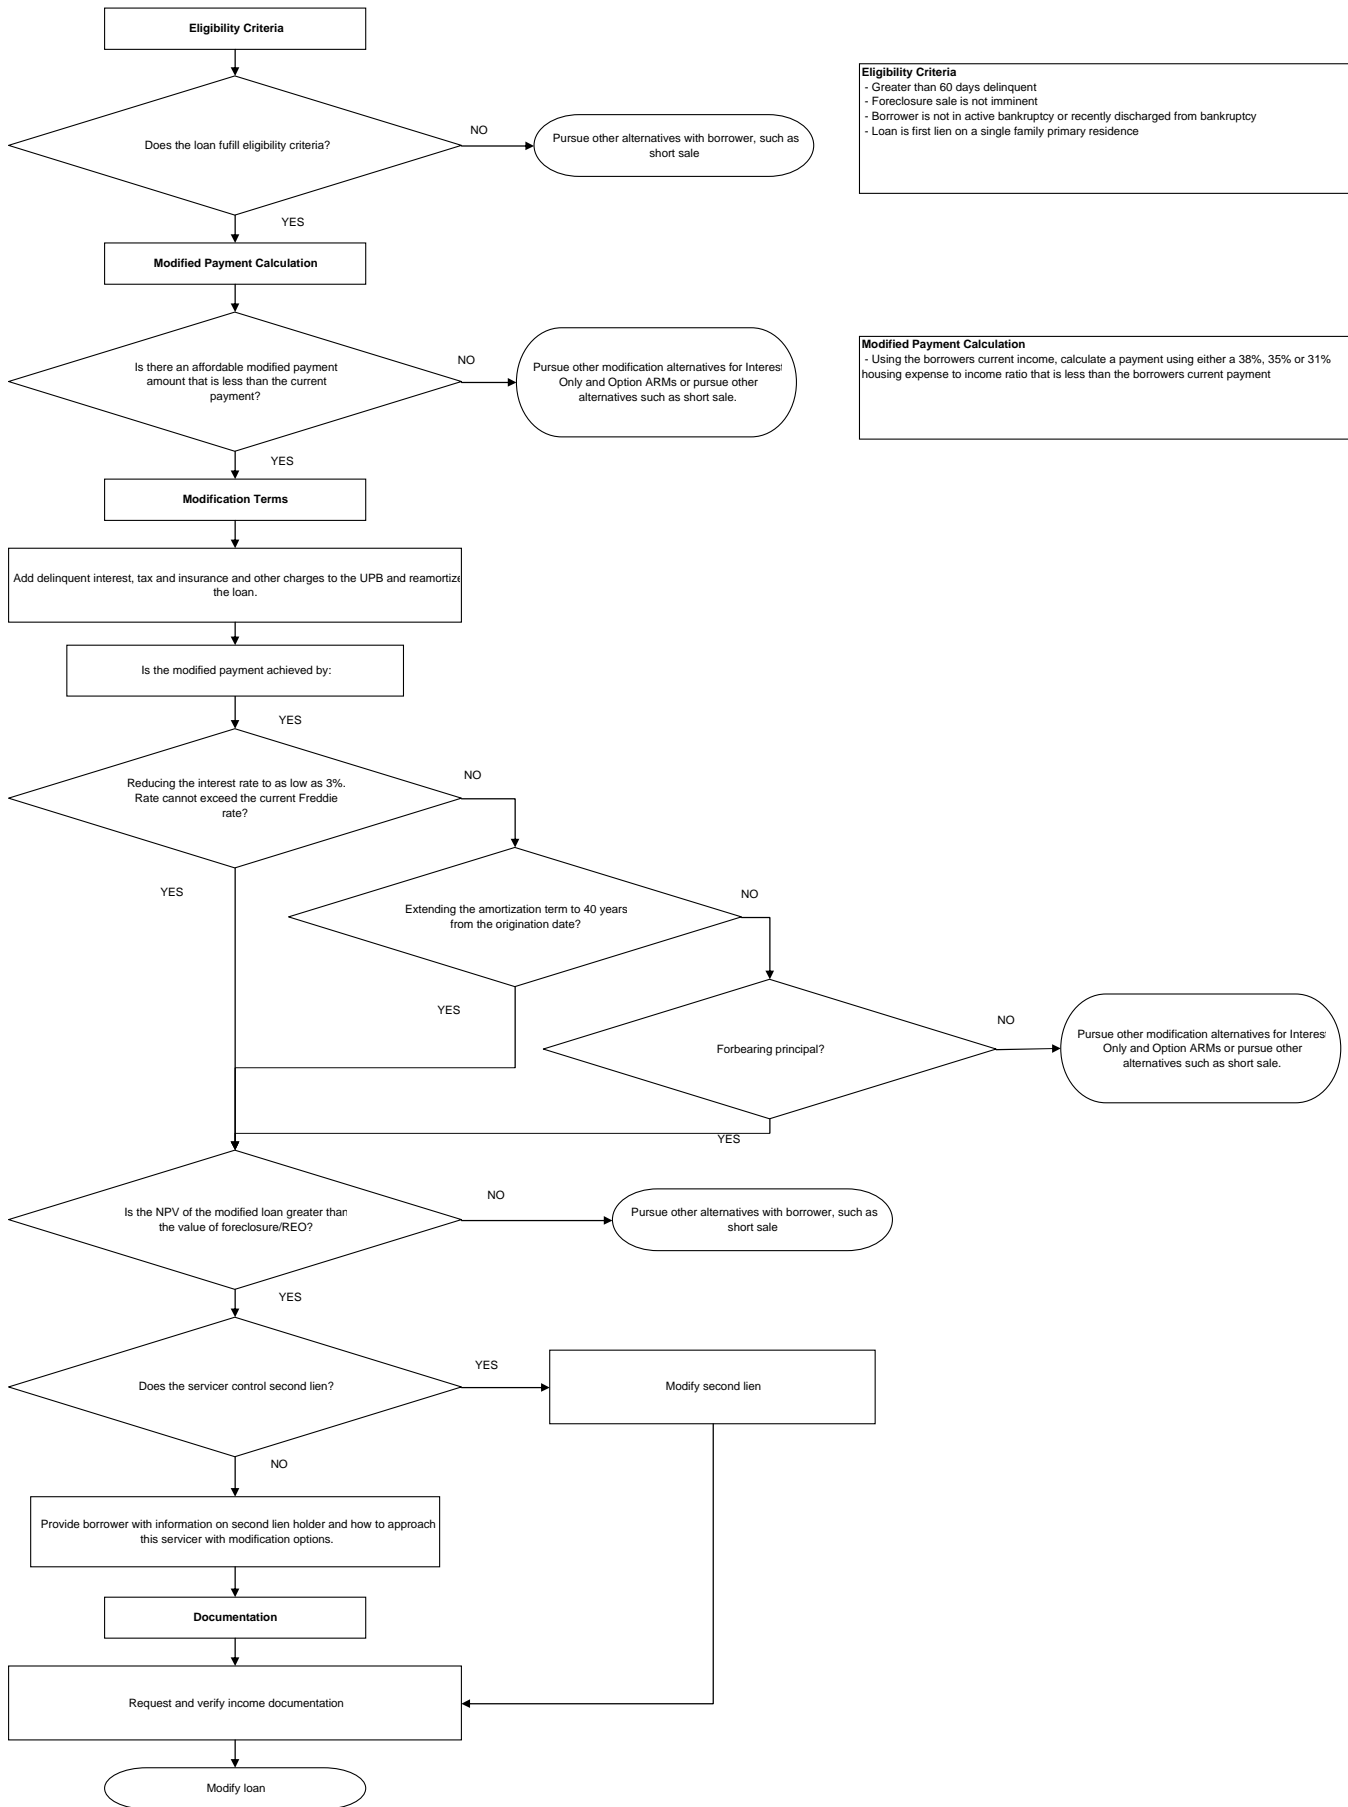 Eligibility Criteria
Eligibility Criteria
- Greater than 60 days delinquent
- Foreclosure sale is not imminent
- Borrower is not in active bankruptcy or recently discharged from bankruptcy
- Loan is first lien on a single family primary residence
Does the loan fufill eligibility criteria?
NO
Pursue other alternatives with borrower, such as
short sale
YES
Modified Payment Calculation
Is there an affordable modified payment
amount that is less than the current
payment?
NO
Pursue other modification alternatives for Interest
Only and Option ARMs or pursue other
alternatives such as short sale.
Modified Payment Calculation
- Using the borrowers current income, calculate a payment using either a 38%, 35% or 31%
housing expense to income ratio that is less than the borrowers current payment
YES
Modification Terms
Add delinquent interest, tax and insurance and other charges to the UPB and reamortize
the loan.
Is the modified payment achieved by:
YES
Reducing the interest rate to as low as 3%.
Rate cannot exceed the current Freddie
rate?
NO
YES
Extending the amortization term to 40 years
from the origination date?
NO
YES
Forbearing principal?
NO
Pursue other modification alternatives for Interest
Only and Option ARMs or pursue other
alternatives such as short sale.
YES
Is the NPV of the modified loan greater than
the value of foreclosure/REO?
NO
Pursue other alternatives with borrower, such as
short sale
YES
Does the servicer control second lien?
YES
Modify second lien
NO
Provide borrower with information on second lien holder and how to approach
this servicer with modification options.
Documentation
Request and verify income documentation
Modify loan